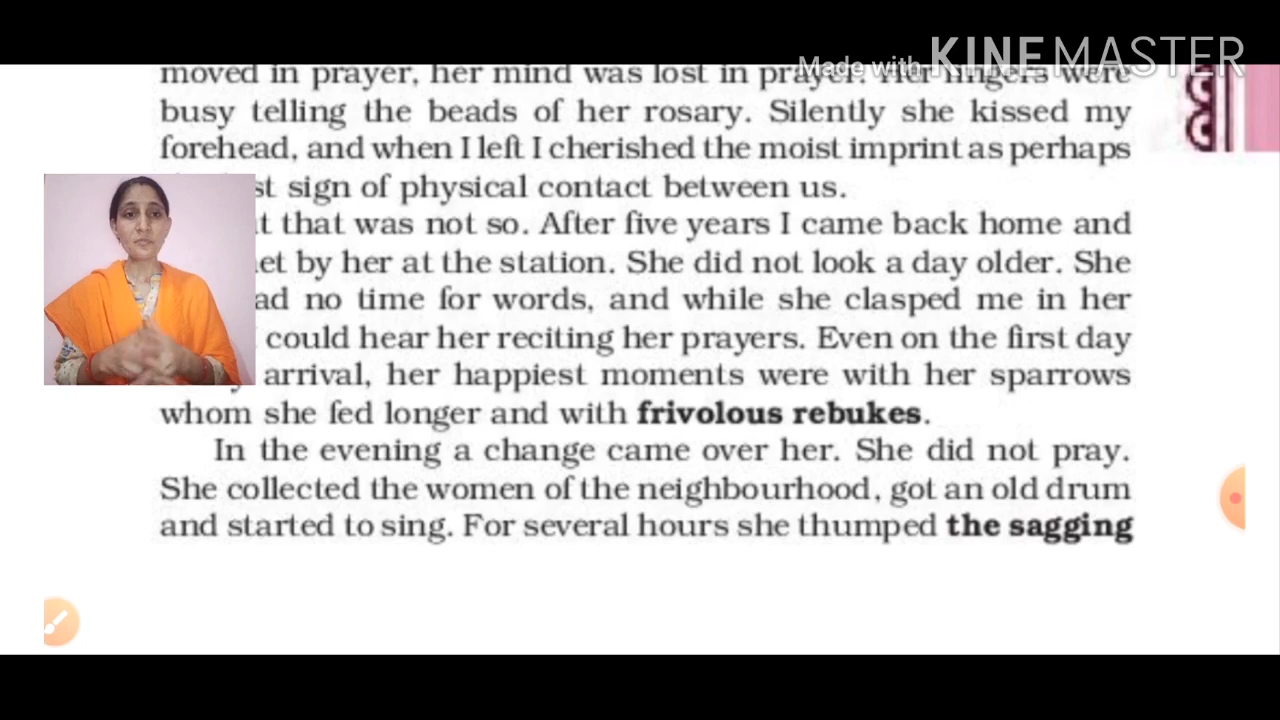 Made with KINEMASTER
moved in prayer, her mind was lost in prayer. Her fingers were
busy telling the beads of her rosary. Silently she kissed my
forehead, and when I left I cherished the moist imprint as perhaps
sign of physical contact between us.
that was not so. After five years I came back home and
by her at the station. She did not look a day older. She
no time for words, and while she clasped me in her
could hear her reciting her prayers. Even on the first day
arrival, her happiest moments were with her sparrows
whom she fed longer and with frivolous rebukes.
In the evening a change came over her. She did not pray.
She collected the women of the neighbourhood, got an old drum
and started to sing. For several hours she thumped the sagging